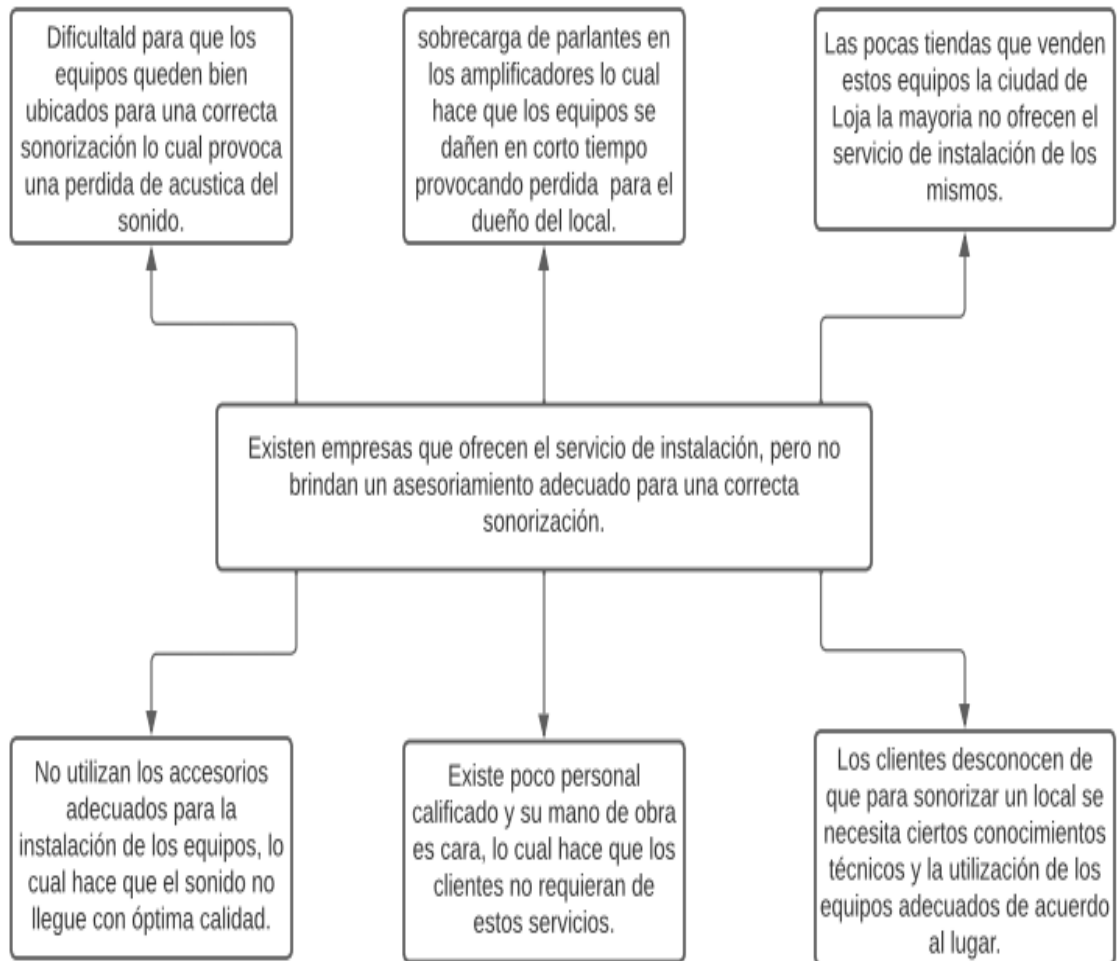 Dificultald para que los
equipos queden bien
ubicados para una correcta
sonorización lo cual provoca
una perdida de acustica del
sonido.
sobrecarga de parlantes en
los amplificadores lo cual
hace que los equipos se
dañen en corto tiempo
provocando perdida para el
dueño del local.
Las pocas tiendas que venden
estos equipos la ciudad de
Loja la mayoria no ofrecen el
servicio de instalación de los
mismos.
Existen empresas que ofrecen el servicio de instalación, pero no
brindan un asesoriamiento adecuado para una correcta
sonorización.
No utilizan los accesorios
adecuados para la
instalación de los equipos, lo
cual hace que el sonido no
llegue con óptima calidad.
Existe poco personal
calificado y su mano de obra
es cara, lo cual hace que los
clientes no requieran de
estos servicios.
Los clientes desconocen de
que para sonorizar un local se
necesita ciertos conocimientos
técnicos y la utilización de los
equipos adecuados de acuerdo
al lugar.